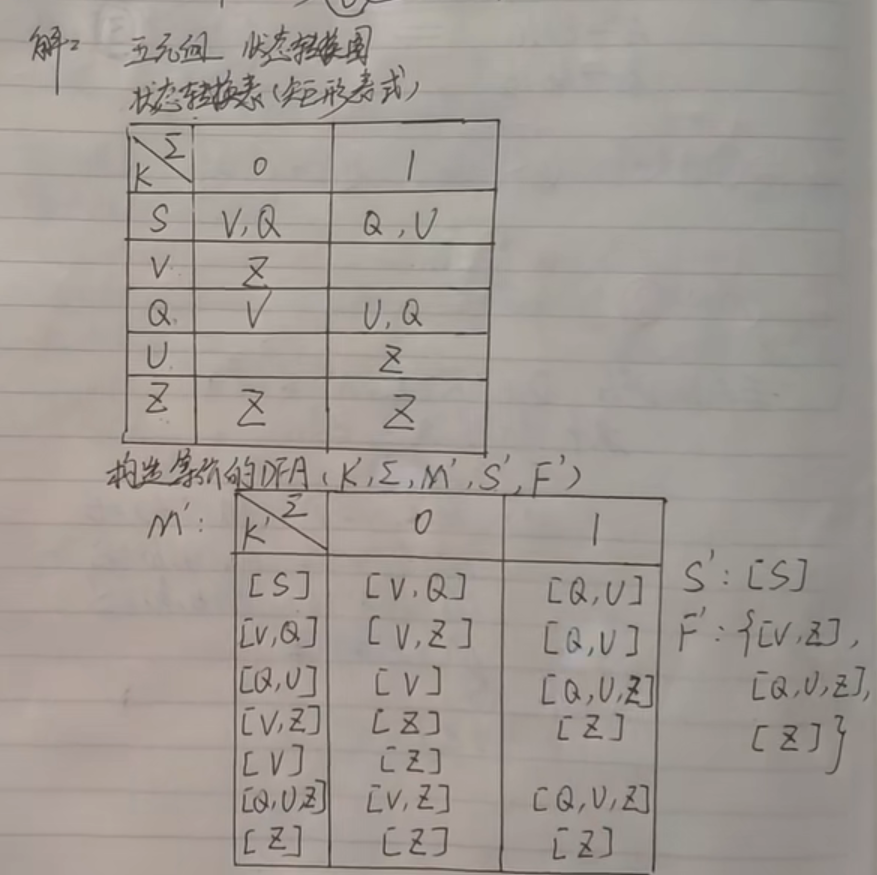 解: 五元组 状态转换图
状态转换表(矩形表式)
K Σ 0 1
S V,Q Q,U
V Z
Q V U,Q
U Z
Z Z Z
构造等价的DFA(K',Σ,M',S',F')
M': K' Σ 0 1
[S] [V,Q] [Q,U] S':[S]
[V,Q] [V,Z] [Q,U] F':{[V,Z],
[Q,U] [V] [Q,U,Z] [Q,U,Z],
[V,Z] [Z] [Z] [Z]}
[V] [Z]
[Q,U,Z] [V,Z] [Q,U,Z]
[Z] [Z] [Z]